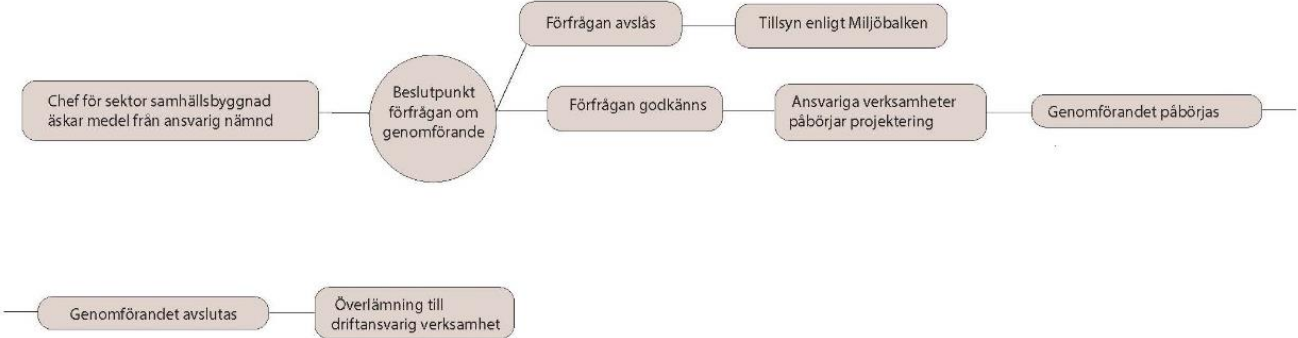 Chef för sektor samhällsbyggnad
äskar medel från ansvarig nämnd
Beslutpunkt
förfrågan om
genomförande
Förfrågan avslås
Tillsyn enligt Miljöbalken
Förfrågan godkänns
Ansvariga verksamheter
påbörjar projektering
Genomförandet påbörjas
Genomförandet avslutas
Överlämning till
driftansvarig verksamhet